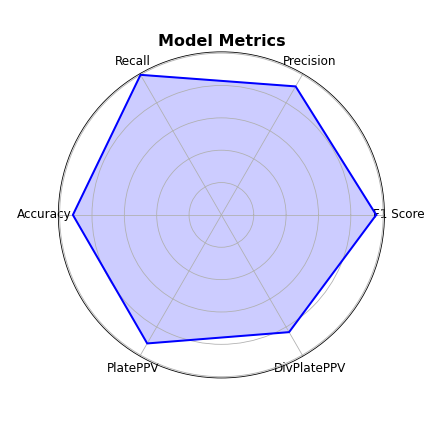 Model Metrics
Recall
Precision
Accuracy
F1 Score
PlatePPV
DivPlatePPV